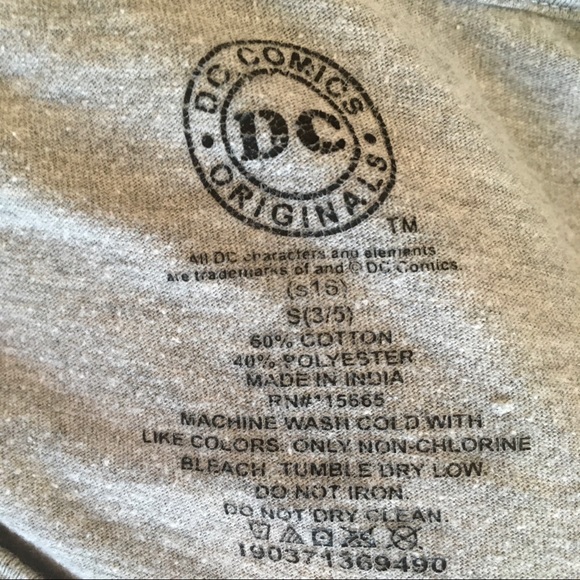 DC COMICS
DC
ORIGINALS
TM
All DC characters and elements
are trademarks of and © DC Comics.
(s16)
S(3/5)
60% COTTON
40% POLYESTER
MADE IN INDIA
RN#115665
MACHINE WASH COLD WITH
LIKE COLORS. ONLY NON-CHLORINE
BLEACH. TUMBLE DRY LOW.
DO NOT IRON.
DO NOT DRY CLEAN.
190371369490